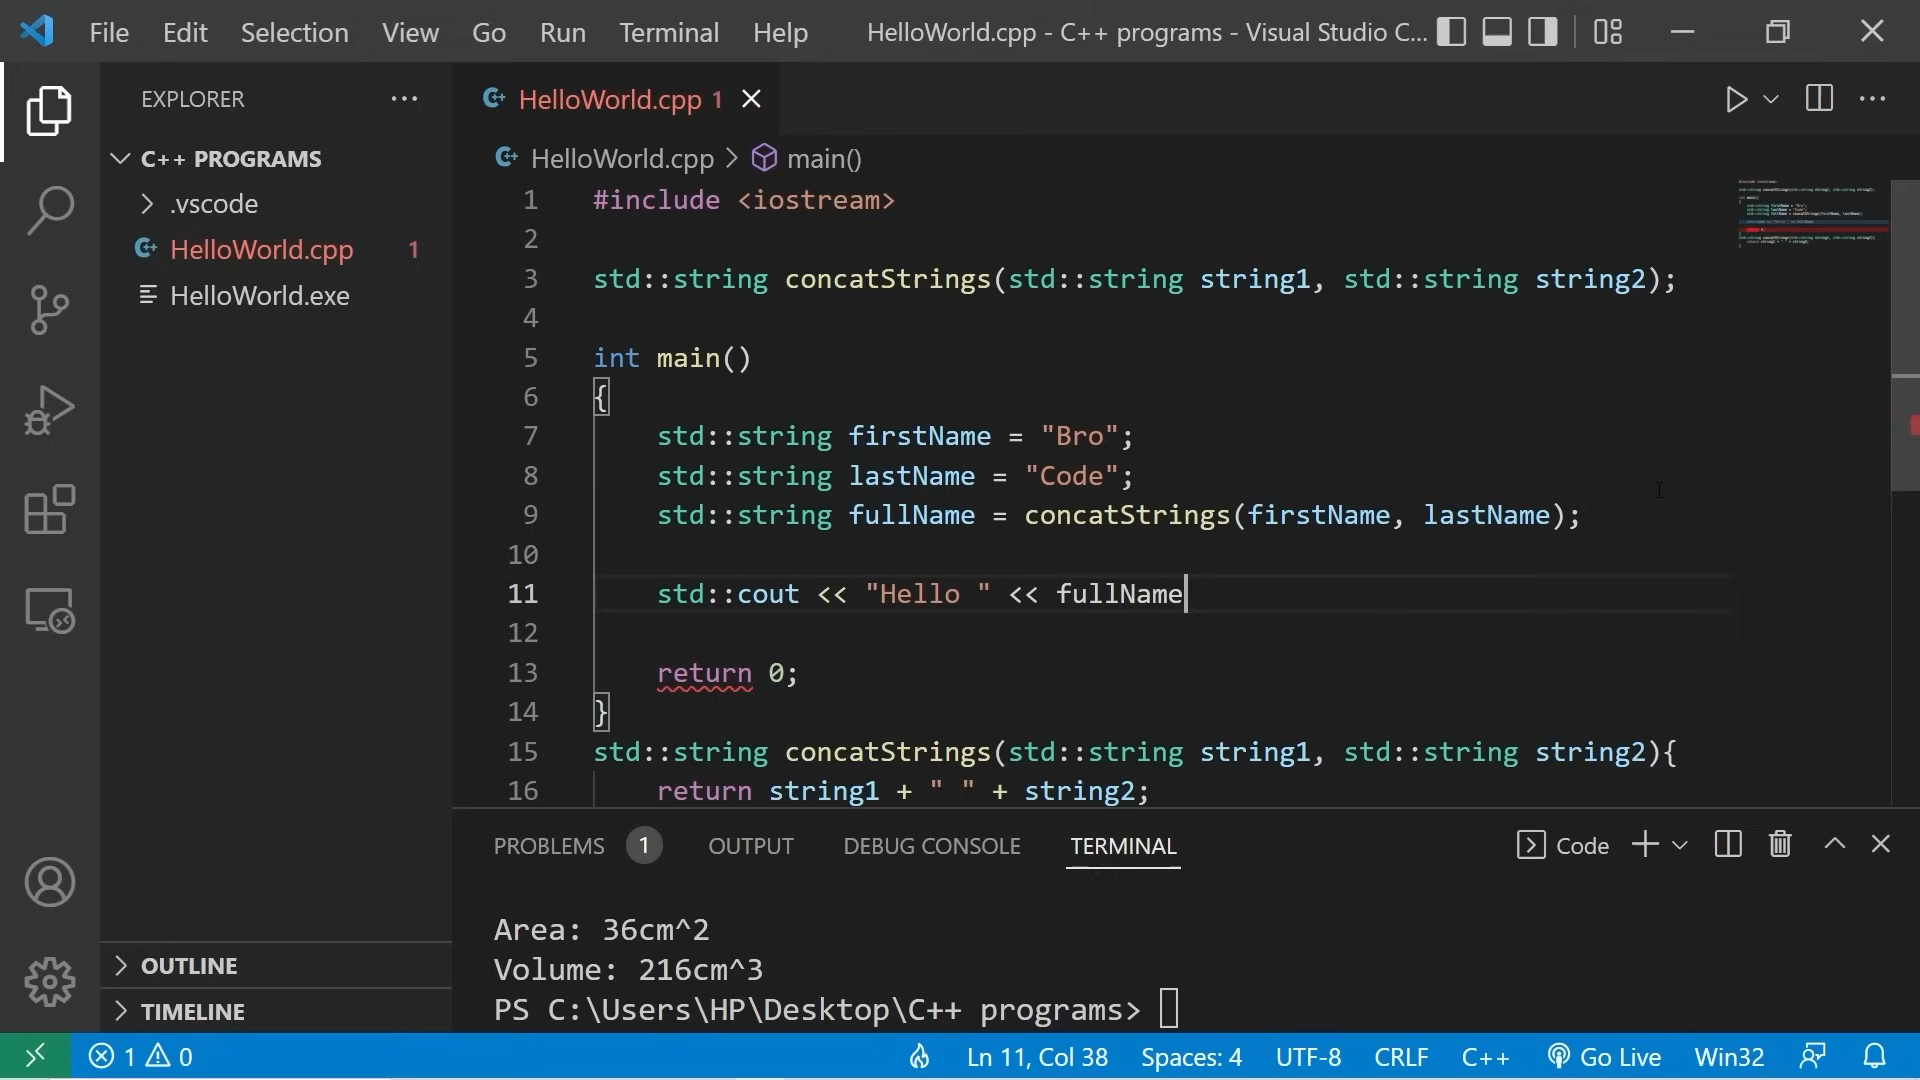 File Edit Selection View Go Run Terminal Help HelloWorld.cpp - C++ programs - Visual Studio C...
EXPLORER
C++ PROGRAMS
.vscode
HelloWorld.cpp 1
HelloWorld.exe
OUTLINE
TIMELINE
HelloWorld.cpp 1
HelloWorld.cpp > main()
1 #include <iostream>
2
3 std::string concatStrings(std::string string1, std::string string2);
4
5 int main()
6 {
7 std::string firstName = "Bro";
8 std::string lastName = "Code";
9 std::string fullName = concatStrings(firstName, lastName);
10
11 std::cout << "Hello " << fullName
12
13 return 0;
14 }
15 std::string concatStrings(std::string string1, std::string string2){
16 return string1 + " " + string2;
PROBLEMS 1 OUTPUT DEBUG CONSOLE TERMINAL Code
Area: 36cm^2
Volume: 216cm^3
PS C:\Users\HP\Desktop\C++ programs>
1 0 Ln 11, Col 38 Spaces: 4 UTF-8 CRLF C++ Go Live Win32